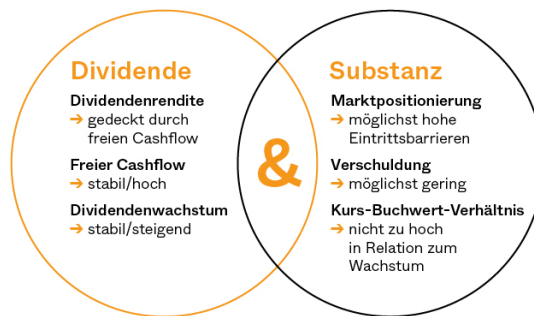 Dividende
Dividendenrendite
→ gedeckt durch
freien Cashflow
Freier Cashflow
→ stabil/hoch
Dividendenwachstum
→ stabil/steigend
&
Substanz
Marktpositionierung
→ möglichst hohe
Eintrittsbarrieren
Verschuldung
→ möglichst gering
Kurs-Buchwert-Verhältnis
→ nicht zu hoch
in Relation zum
Wachstum